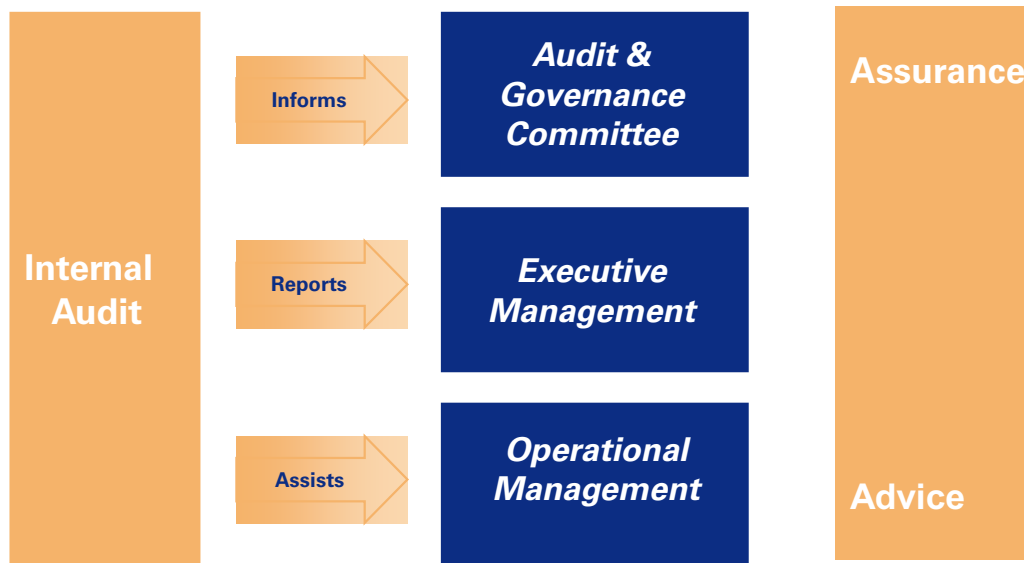 Internal
Audit
Informs
Audit &
Governance
Committee
Reports
Executive
Management
Assists
Operational
Management
Assurance
Advice